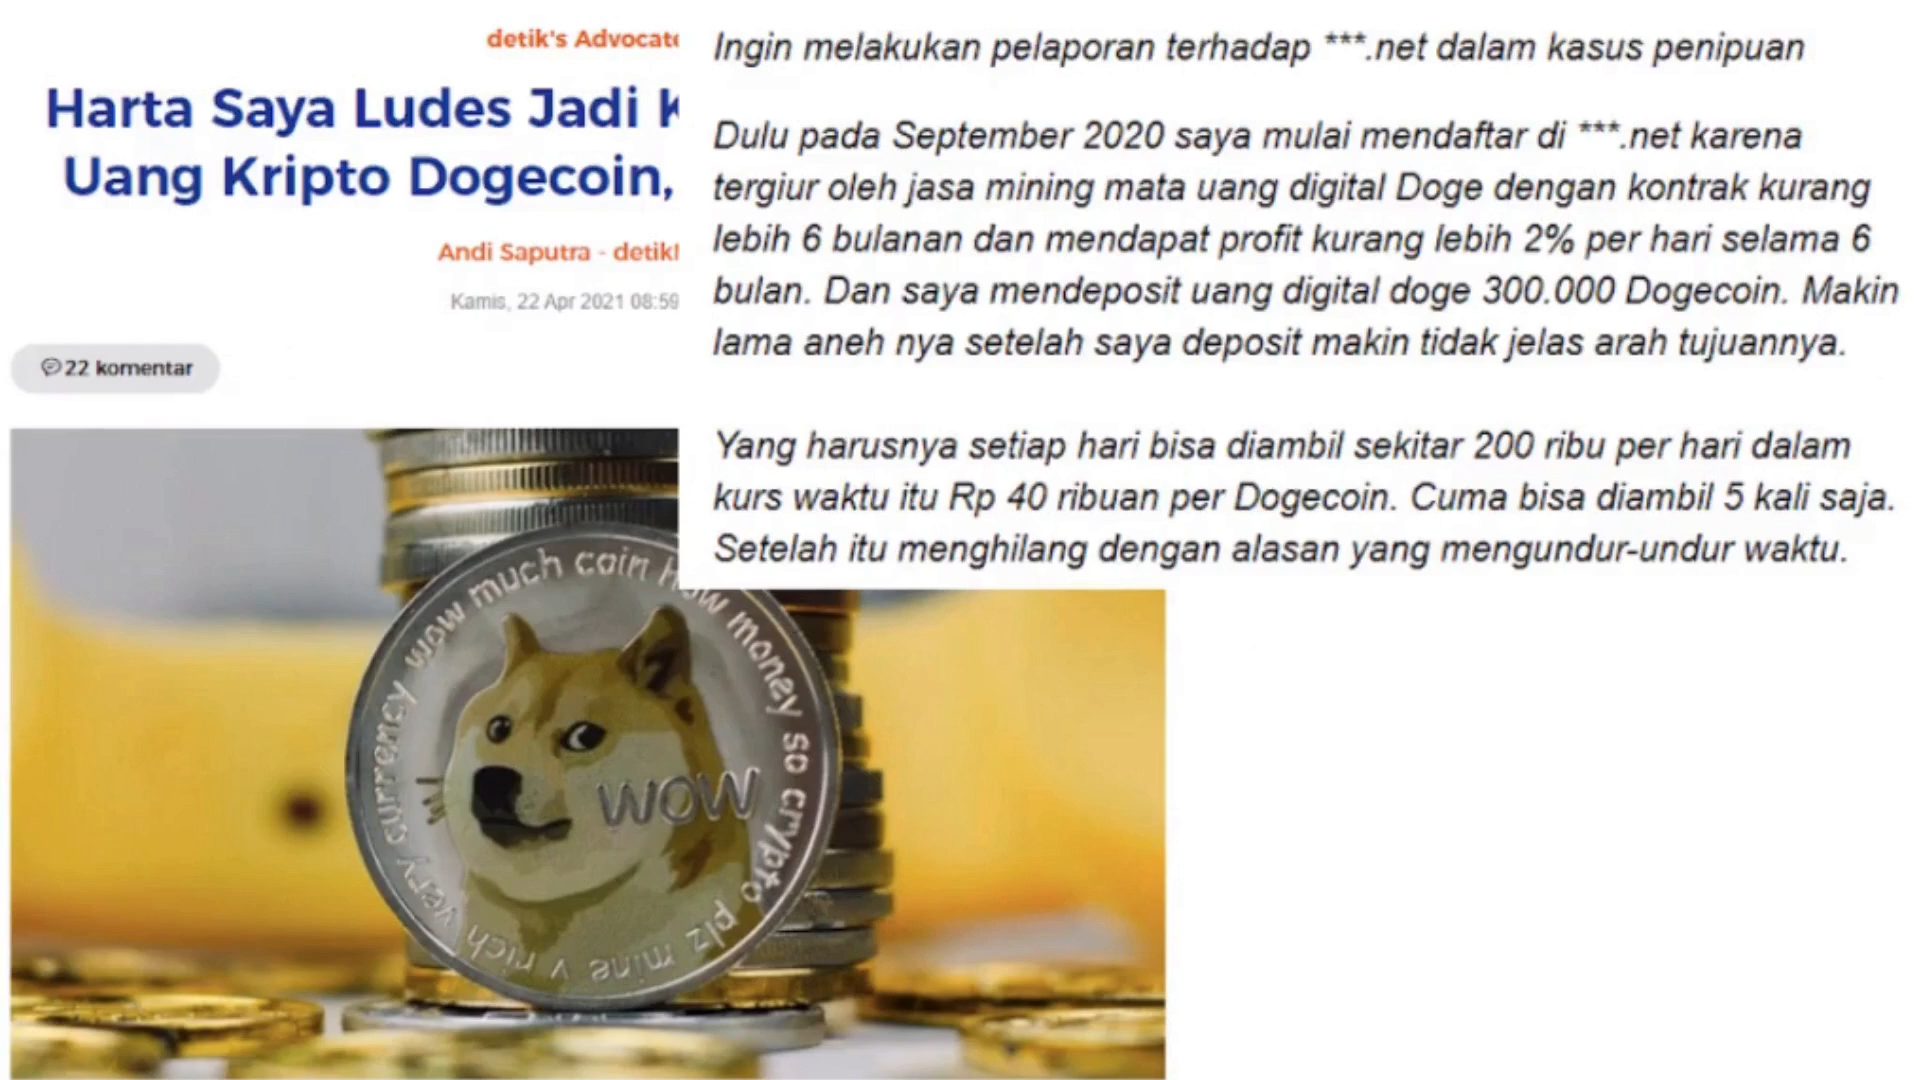 detik's Advocate
Harta Saya Ludes Jadi K
Uang Kripto Dogecoin,
Andi Saputra - detik
Kamis, 22 Apr 2021 08:59
22 komentar
Ingin melakukan pelaporan terhadap ***.net dalam kasus penipuan
Dulu pada September 2020 saya mulai mendaftar di ***.net karena
tergiur oleh jasa mining mata uang digital Doge dengan kontrak kurang
lebih 6 bulanan dan mendapat profit kurang lebih 2% per hari selama 6
bulan. Dan saya mendeposit uang digital doge 300.000 Dogecoin. Makin
lama aneh nya setelah saya deposit makin tidak jelas arah tujuannya.
Yang harusnya setiap hari bisa diambil sekitar 200 ribu per hari dalam
kurs waktu itu Rp 40 ribuan per Dogecoin. Cuma bisa diambil 5 kali saja.
Setelah itu menghilang dengan alasan yang mengundur-undur waktu.
very currency wow much coin how money so crypto plz mine v rich
WOW